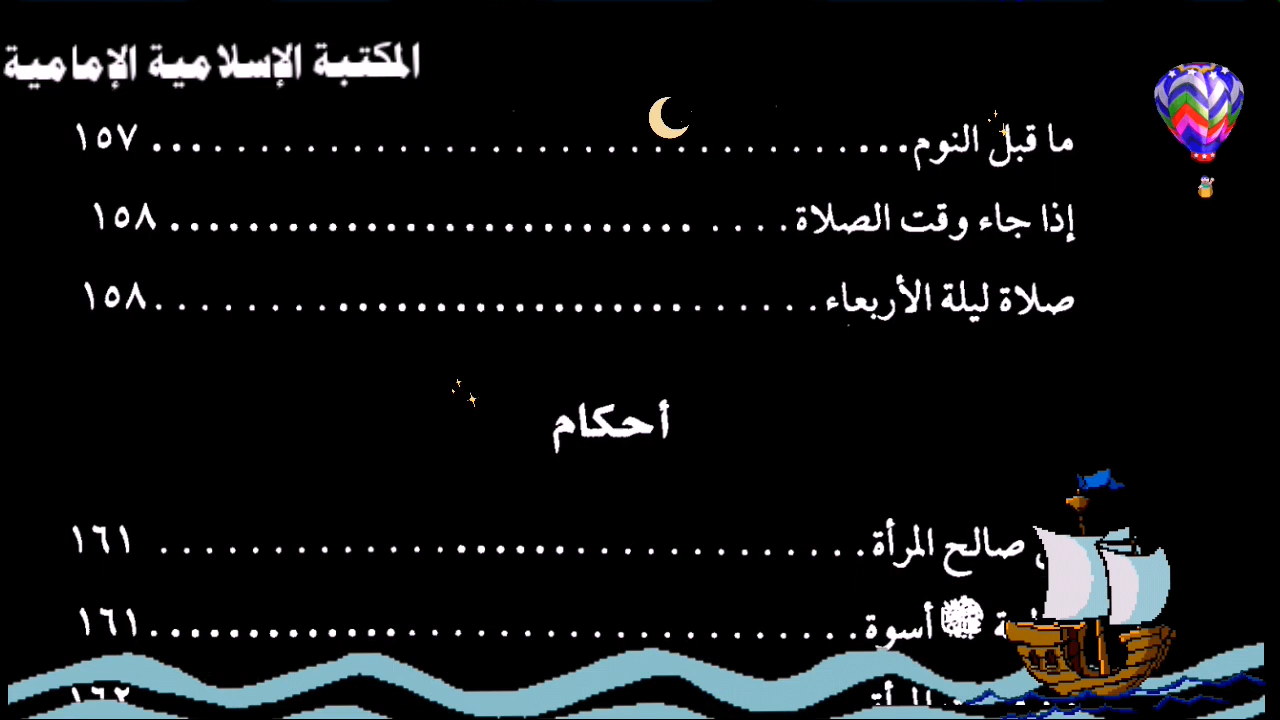 المكتبة الإسلامية الإمامية
ما قبل النوم .......................... ١٥٧
إذا جاء وقت الصلاة .......................... ١٥٨
صلاة ليلة الأربعاء .......................... ١٥٨
أحكام
صالح المرأة .......................... ١٦١
أسوة .......................... ١٦١
١٦٢